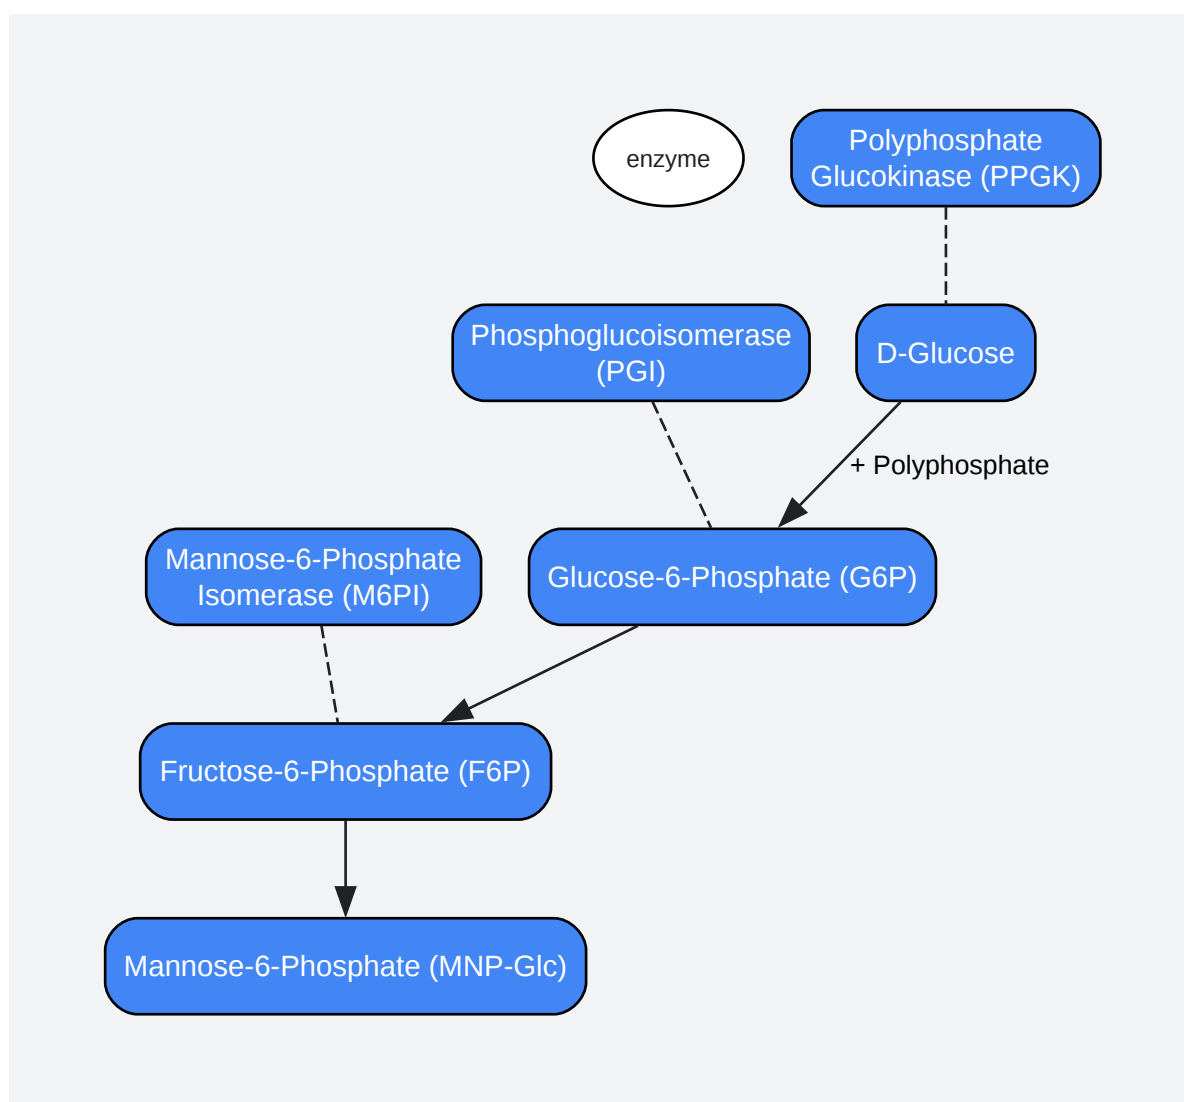 enzyme
Polyphosphate
Glucokinase (PPGK)
Phosphoglucoisomerase
(PGI)
D-Glucose
+ Polyphosphate
Mannose-6-Phosphate
Isomerase (M6PI)
Glucose-6-Phosphate (G6P)
Fructose-6-Phosphate (F6P)
Mannose-6-Phosphate (MNP-Glc)